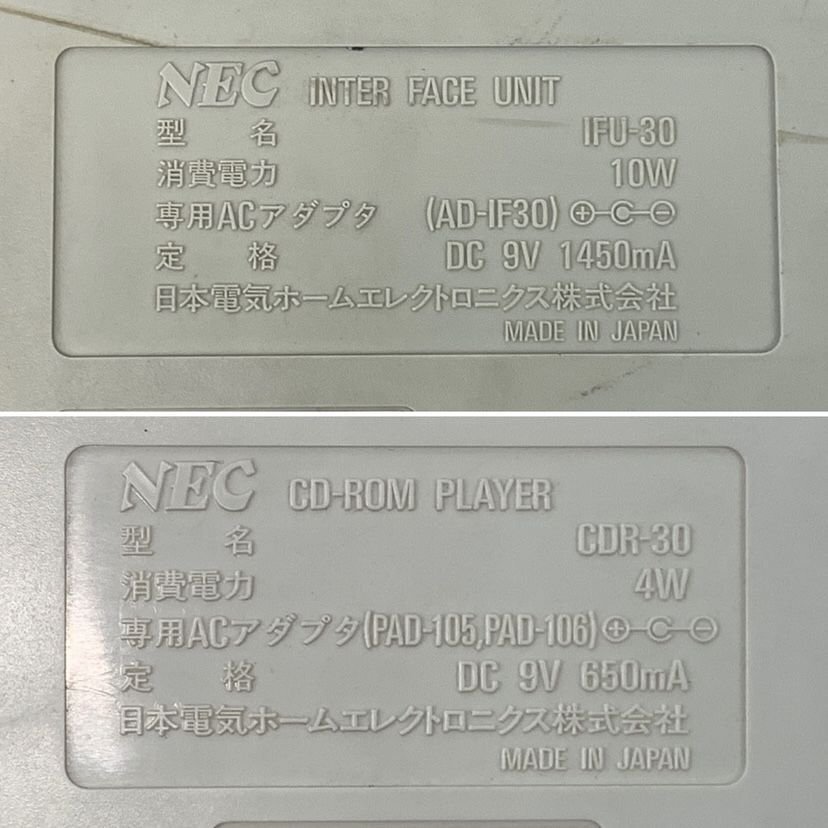 NEC INTER FACE UNIT
型名 IFU-30
消費電力 10W
専用ACアダプタ (AD-IF30) ⊕-C-⊖
定格 DC 9V 1450mA
日本電気ホームエレクトロニクス株式会社
MADE IN JAPAN
NEC CD-ROM PLAYER
型名 CDR-30
消費電力 4W
専用ACアダプタ(PAD-105,PAD-106) ⊕-C-⊖
定格 DC 9V 650mA
日本電気ホームエレクトロニクス株式会社
MADE IN JAPAN